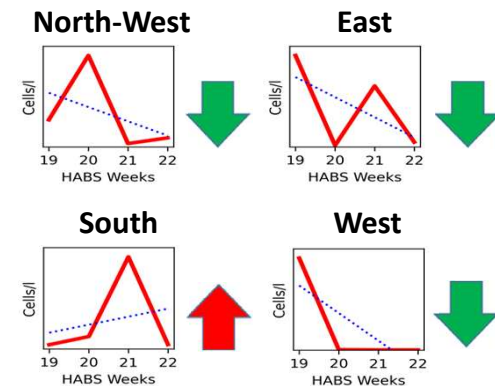 North-West
Cells/l
19 20 21 22
HABS Weeks
East
Cells/l
19 20 21 22
HABS Weeks
South
Cells/l
19 20 21 22
HABS Weeks
West
Cells/l
19 20 21 22
HABS Weeks